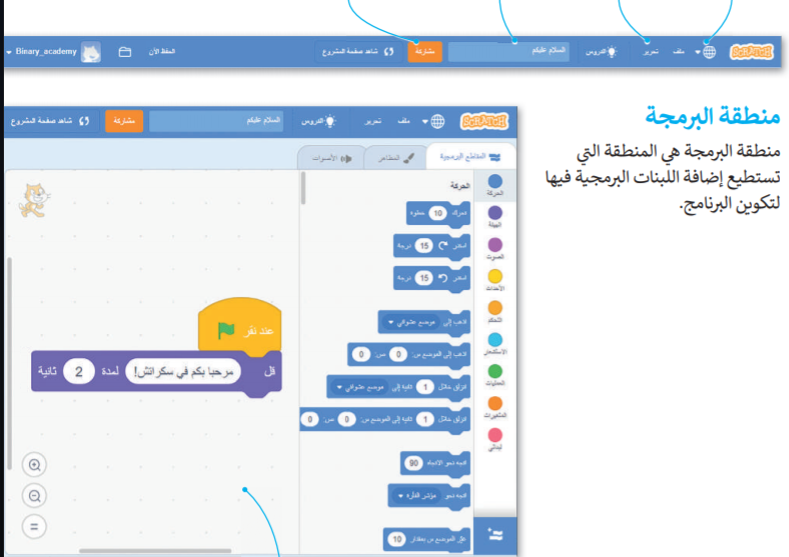 SCRATCH ملف تحرير الدروس السلام عليكم مشاركة شاهد صفحة المشروع الحفظ الآن Binary_academy
منطقة البرمجة
منطقة البرمجة هي المنطقة التي
تستطيع إضافة اللبنات البرمجية فيها
لتكوين البرنامج.
SCRATCH ملف تحرير الدروس السلام عليكم مشاركة شاهد صفحة المشروع
المقاطع البرمجية المظاهر الأصوات
الحركة
الهيئة
الصوت
الأحداث
التحكم
الاستشعار
العمليات
المتغيرات
لبناتي
الحركة
تحرك 10 خطوة
استدر 15 درجة
استدر 15 درجة
اذهب إلى موضع عشوائي
اذهب إلى الموضع س: 0 ص: 0
انزلق خلال 1 ثانية إلى موضع عشوائي
انزلق خلال 1 ثانية إلى الموضع س: 0 ص: 0
اتجه نحو الاتجاه 90
اتجه نحو مؤشر الفأرة
غيّر الموضع س بمقدار 10
عند نقر
قل مرحبا بكم في سكراتش! لمدة 2 ثانية